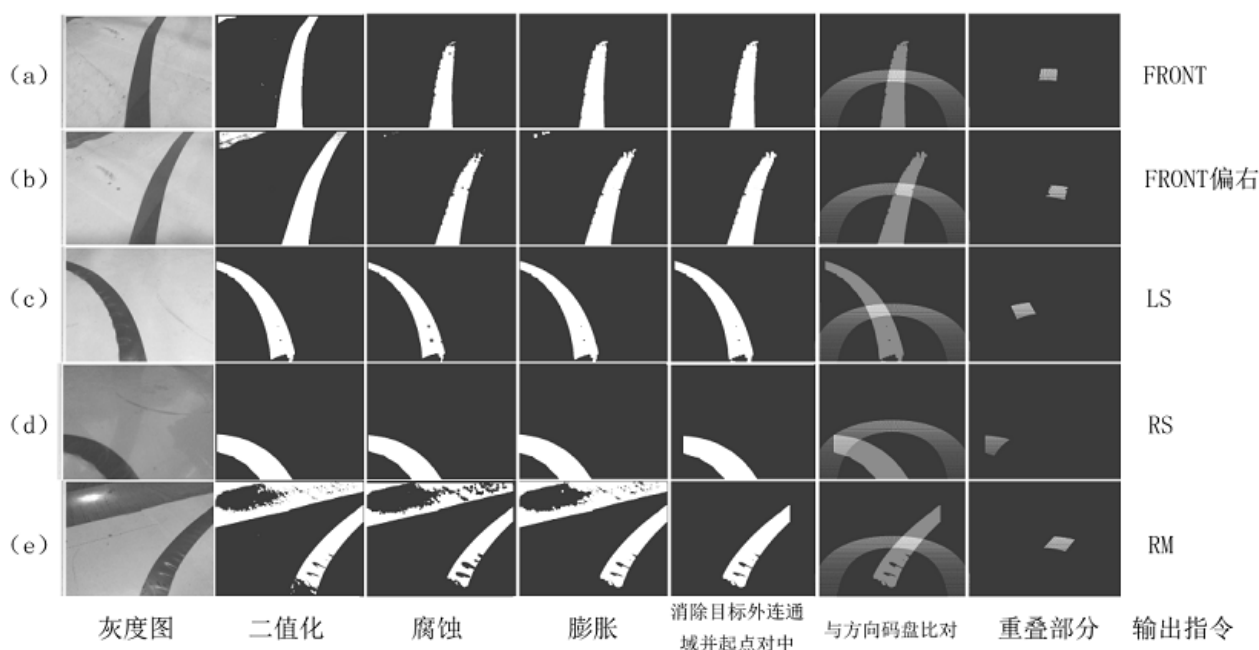 (a)
FRONT
(b)
FRONT偏右
(c)
LS
(d)
RS
(e)
RM
灰度图
二值化
腐蚀
膨胀
消除目标外连通
域并起点对中
与方向码盘比对
重叠部分
输出指令